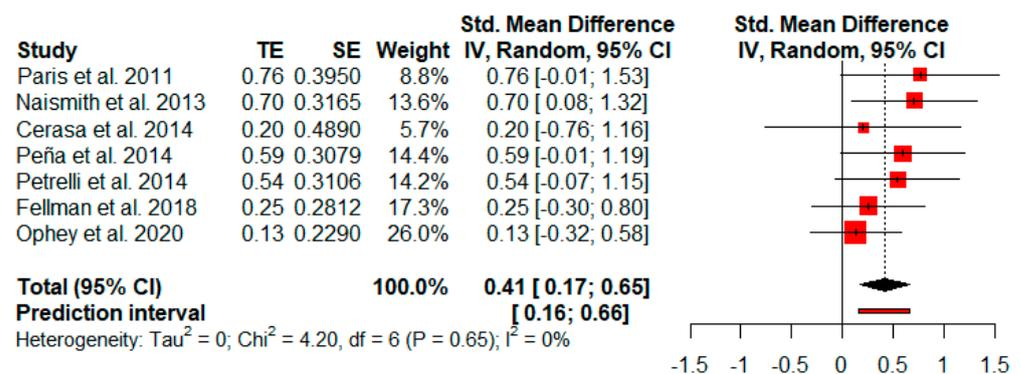 Std. Mean Difference Std. Mean Difference
Study TE SE Weight IV, Random, 95% CI IV, Random, 95% CI
Paris et al. 2011 0.76 0.3950 8.8% 0.76 [-0.01; 1.53]
Naismith et al. 2013 0.70 0.3165 13.6% 0.70 [ 0.08; 1.32]
Cerasa et al. 2014 0.20 0.4890 5.7% 0.20 [-0.76; 1.16]
Peña et al. 2014 0.59 0.3079 14.4% 0.59 [-0.01; 1.19]
Petrelli et al. 2014 0.54 0.3106 14.2% 0.54 [-0.07; 1.15]
Fellman et al. 2018 0.25 0.2812 17.3% 0.25 [-0.30; 0.80]
Ophey et al. 2020 0.13 0.2290 26.0% 0.13 [-0.32; 0.58]
Total (95% CI) 100.0% 0.41 [ 0.17; 0.65]
Prediction interval [ 0.16; 0.66]
Heterogeneity: Tau² = 0; Chi² = 4.20, df = 6 (P = 0.65); I² = 0%
-1.5 -1 -0.5 0 0.5 1 1.5